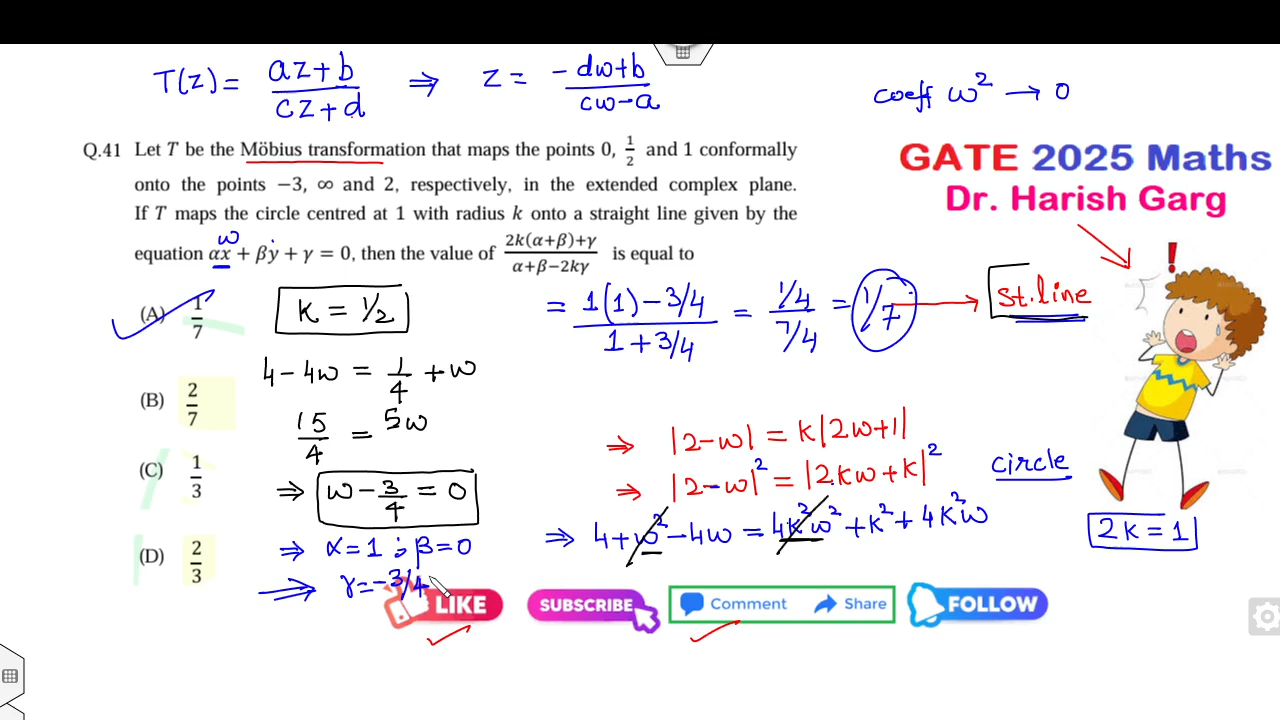 T(z) = az+b / cz+d ⇒ z = -dw+b / cw-a
coeff w² → 0
Q.41 Let T be the Möbius transformation that maps the points 0, 1/2 and 1 conformally
onto the points −3, ∞ and 2, respectively, in the extended complex plane.
If T maps the circle centred at 1 with radius k onto a straight line given by the
w
equation αx + βy + γ = 0, then the value of 2k(α+β)+γ / α+β−2kγ is equal to
GATE 2025 Maths
Dr. Harish Garg
(A) 1/7
K = 1/2
= 1(1) - 3/4 / 1 + 3/4 = 1/4 / 7/4 = 1/7
st. line
4 - 4w = 1/4 + w
(B) 2/7
15/4 = 5w
⇒ |2-w| = K|2w+1|
(C) 1/3
⇒ w - 3/4 = 0
⇒ |2-w|² = |2kw+k|²
circle
⇒ 4 + w² - 4w = 4k²w² + k² + 4k²w
2k = 1
(D) 2/3
⇒ α = 1 ; β = 0
⇒ γ = -3/4
LIKE
SUBSCRIBE
Comment
Share
FOLLOW